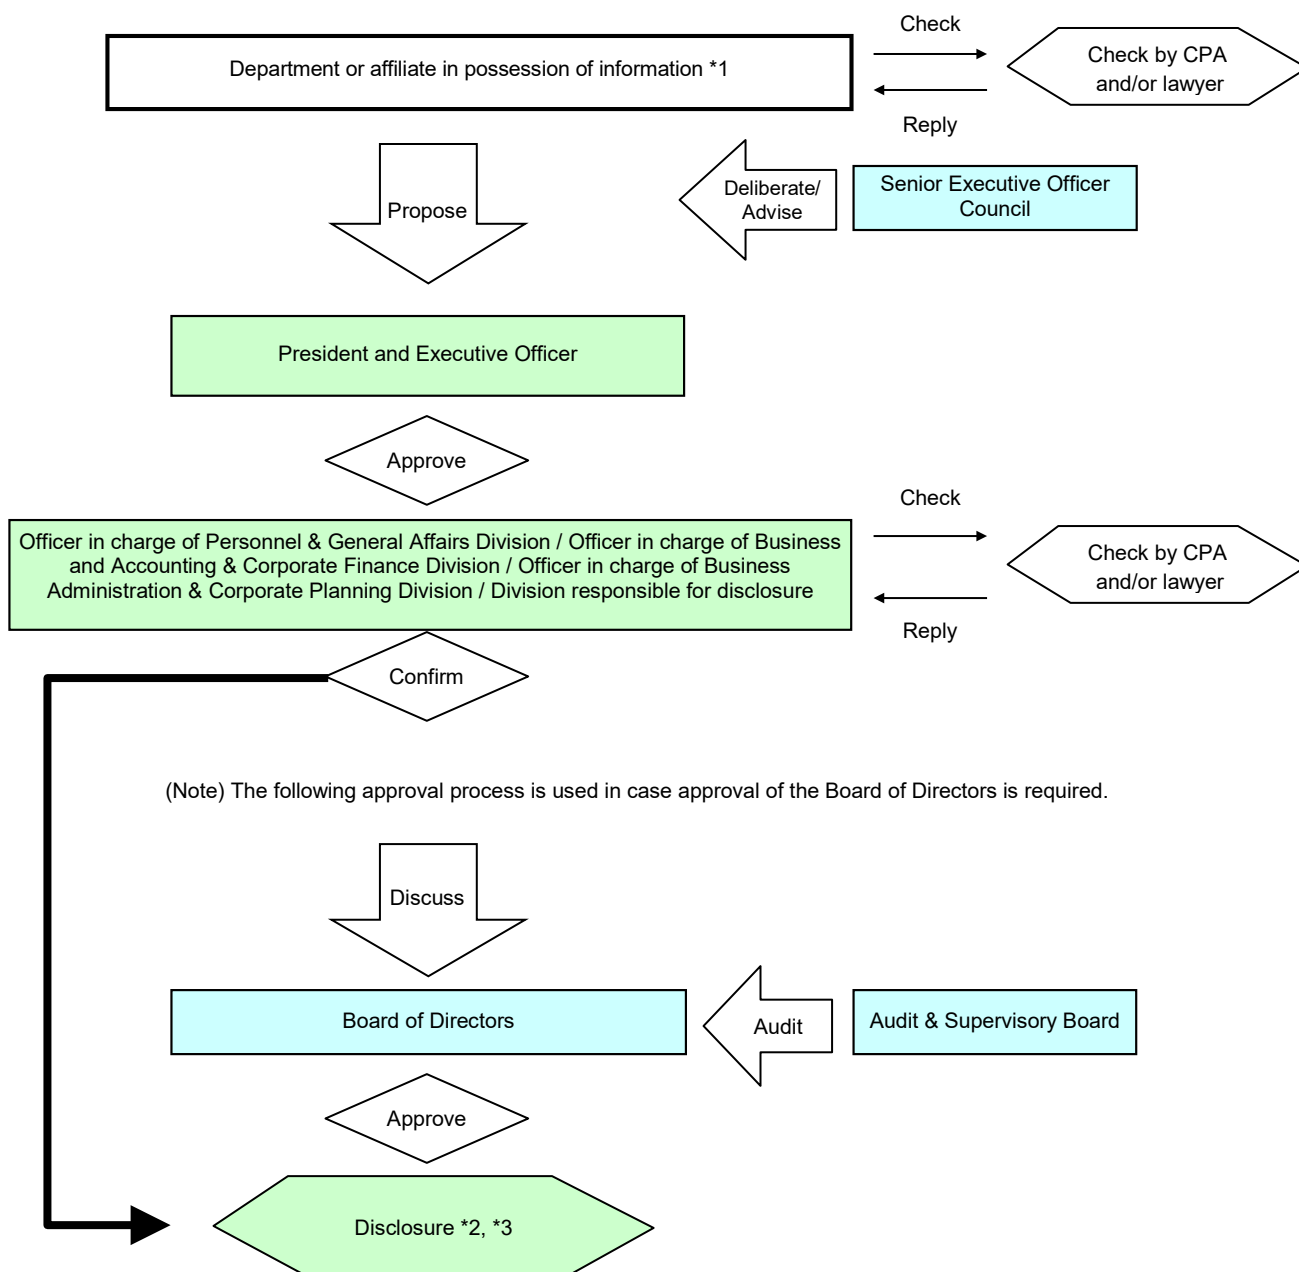 Check
Department or affiliate in possession of information *1
Check by CPA
and/or lawyer
Reply
Propose
Deliberate/
Advise
Senior Executive Officer
Council
President and Executive Officer
Approve
Check
Officer in charge of Personnel & General Affairs Division / Officer in charge of Business
and Accounting & Corporate Finance Division / Officer in charge of Business
Administration & Corporate Planning Division / Division responsible for disclosure
Check by CPA
and/or lawyer
Reply
Confirm
(Note) The following approval process is used in case approval of the Board of Directors is required.
Discuss
Board of Directors
Audit
Audit & Supervisory Board
Approve
Disclosure *2, *3